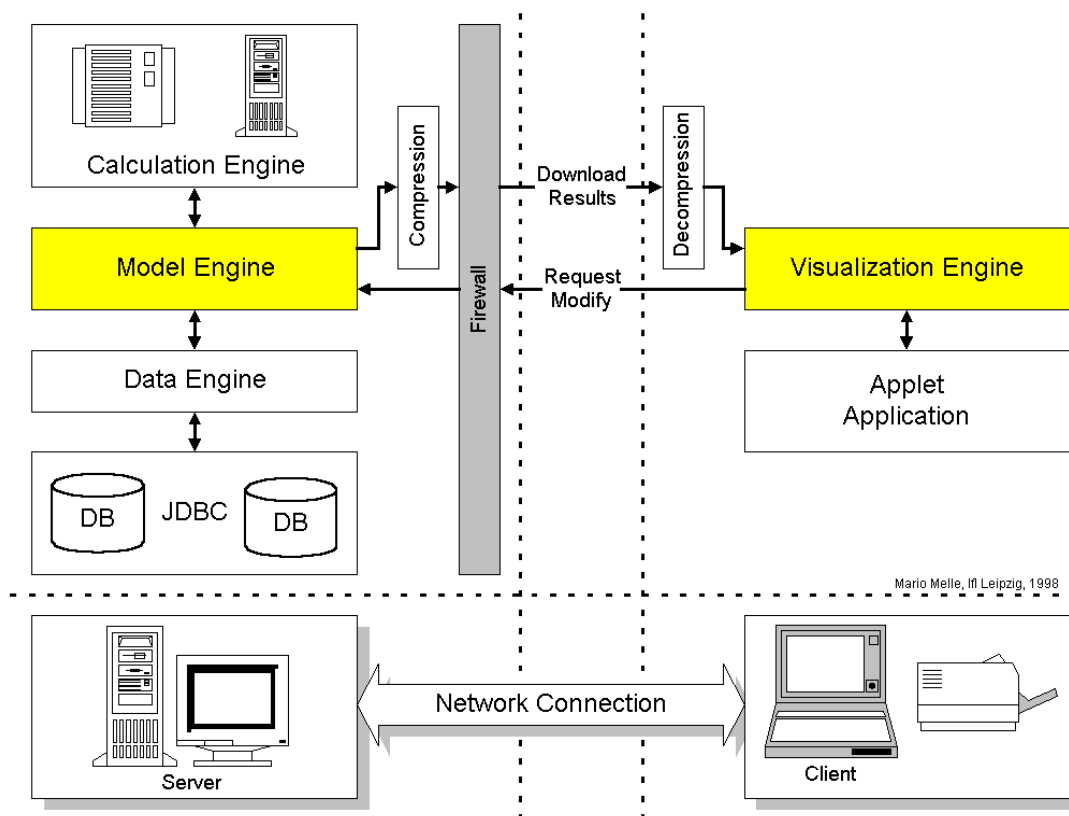 Calculation Engine
Model Engine
Data Engine
DB
JDBC
DB
Compression
Firewall
Download
Results
Request
Modify
Decompression
Visualization Engine
Applet
Application
Mario Melle, Ifl Leipzig, 1998
Server
Network Connection
Client